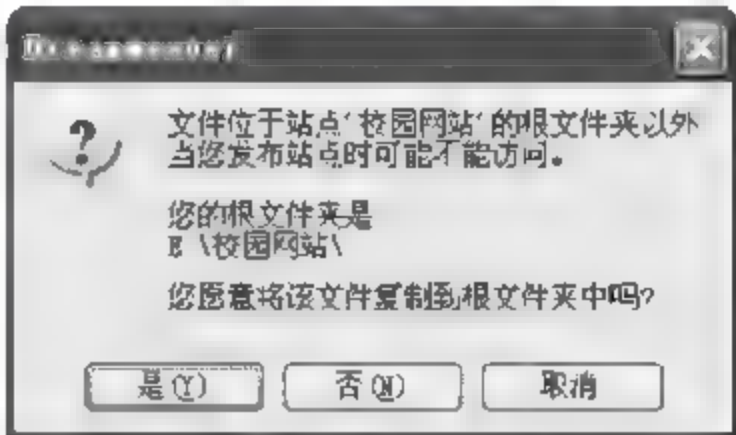 Dreamweaver
文件位于站点‘校园网站’的根文件夹以外
当您发布站点时可能不能访问。
您的根文件夹是
E \校园网站\
您愿意将该文件复制到根文件夹中吗?
是(Y)
否(N)
取消